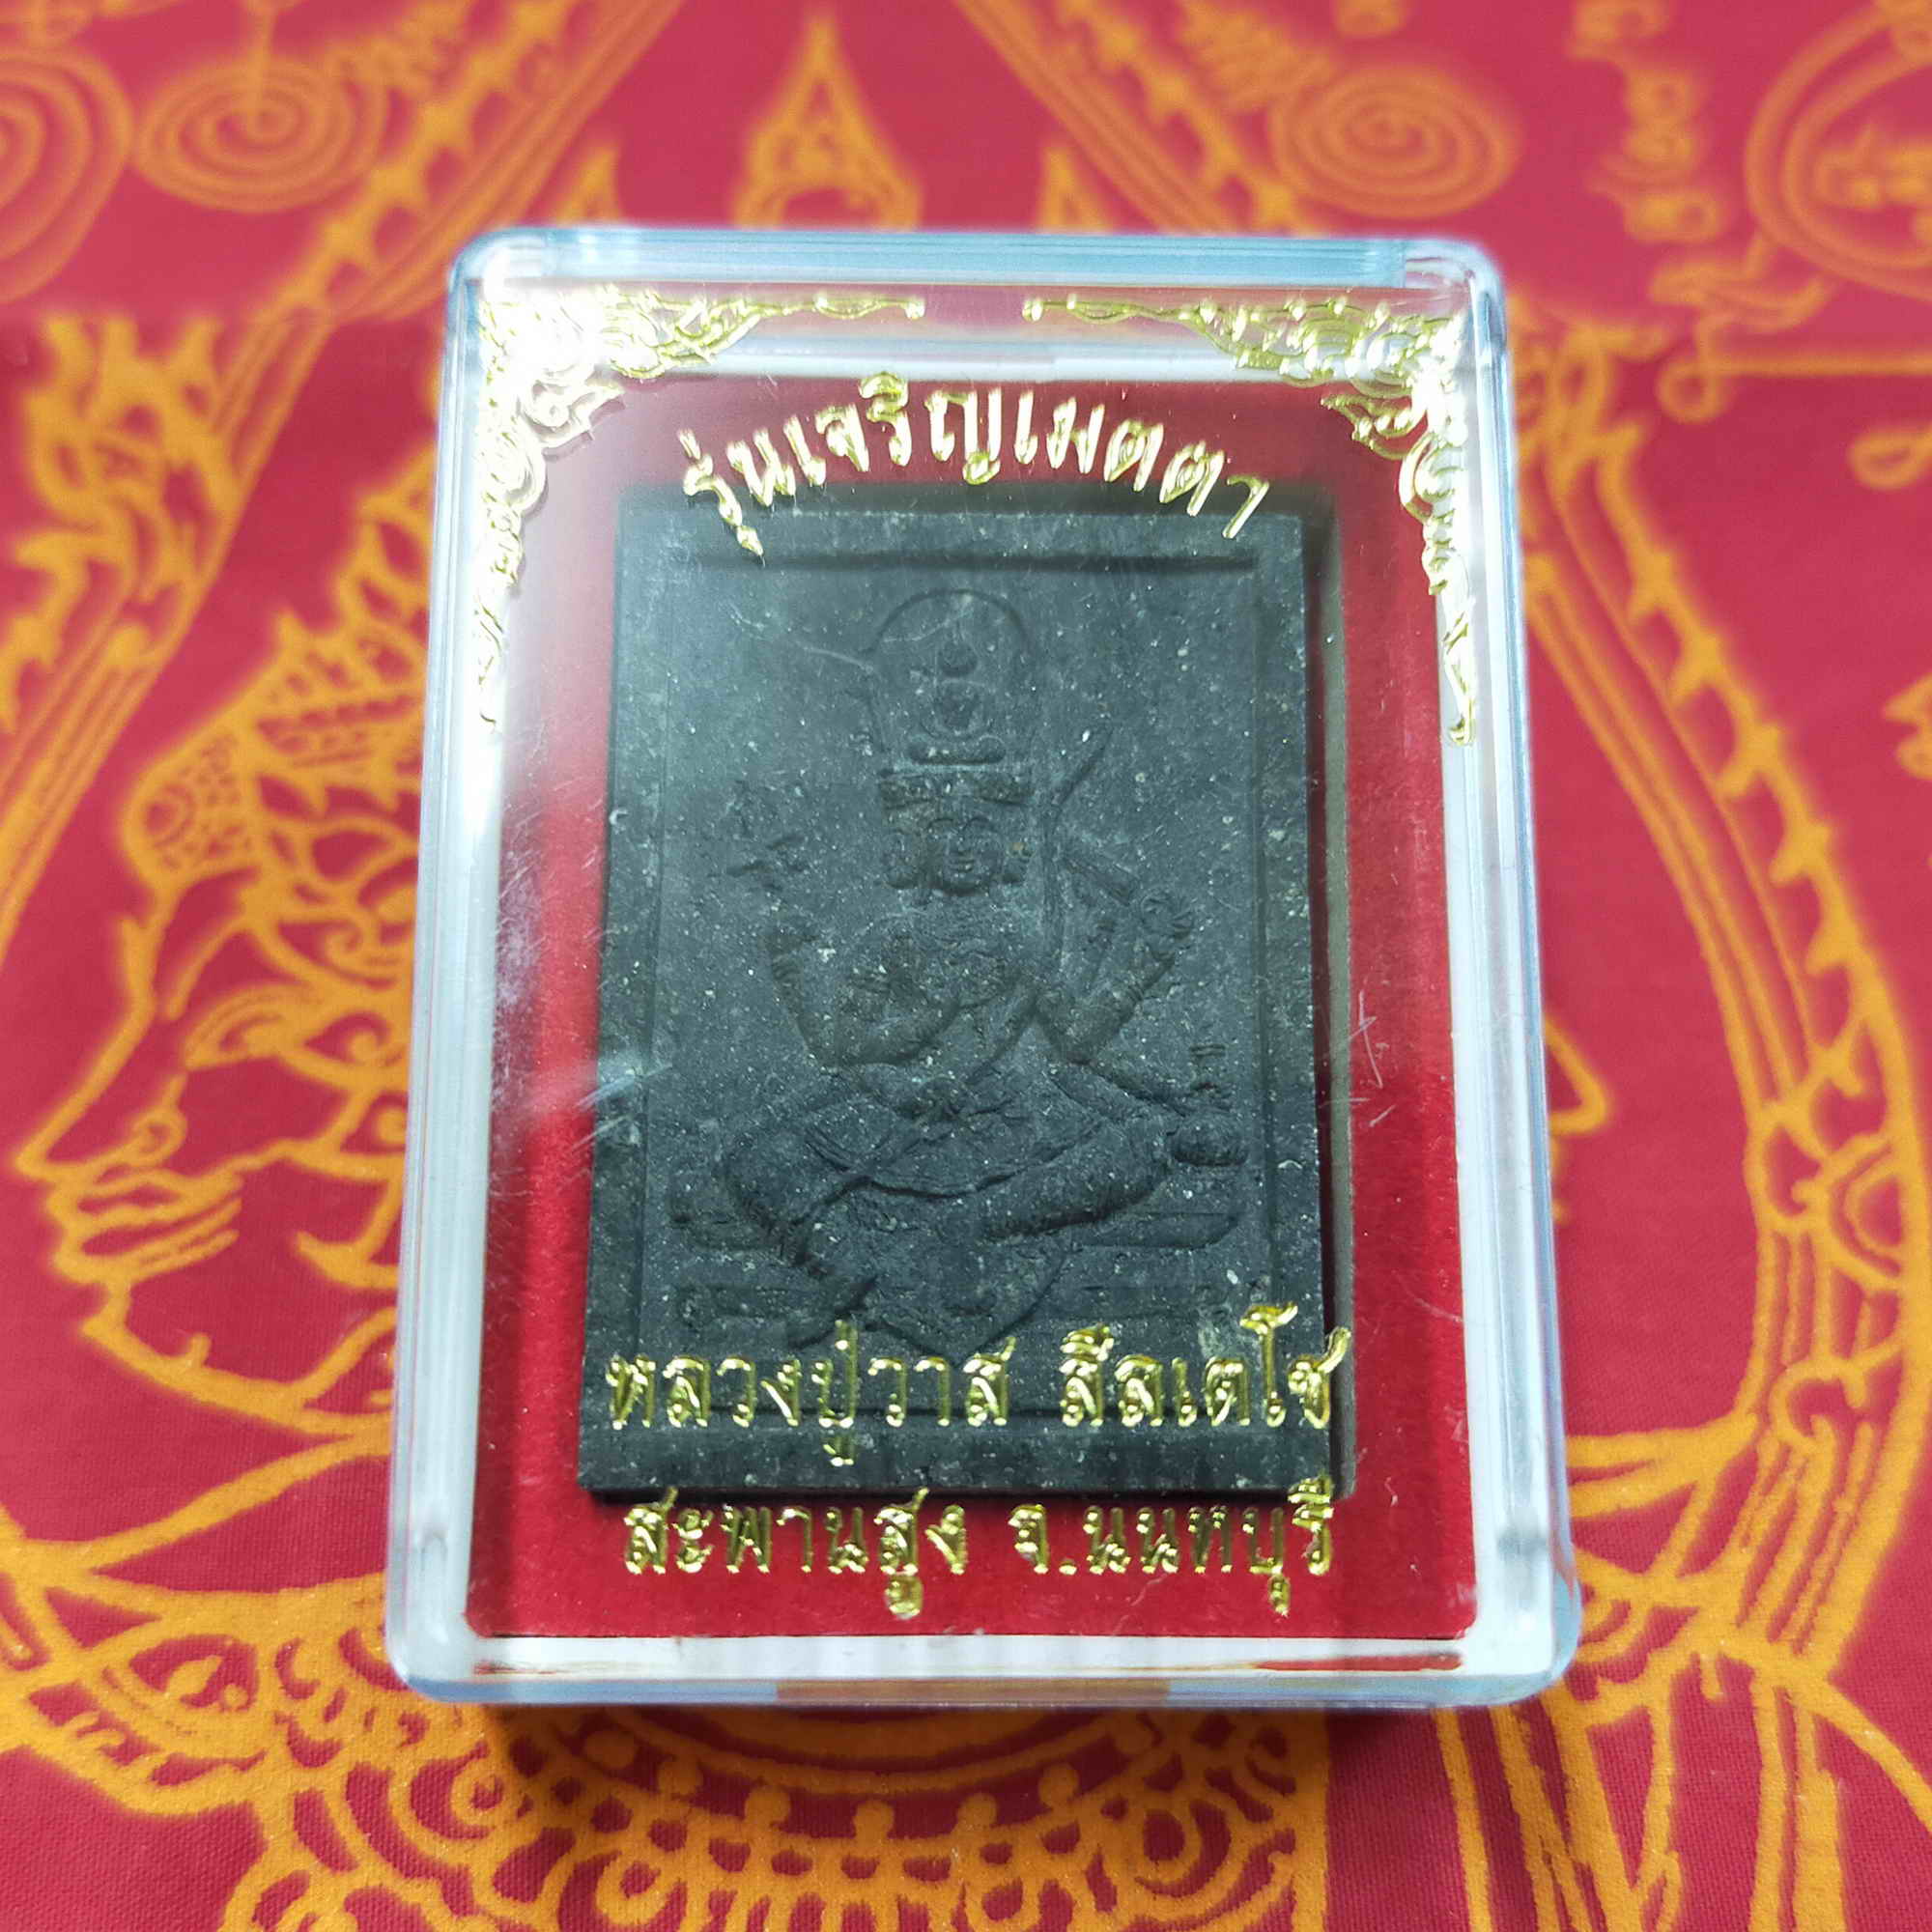 รุ่นเจริญเมตตา
หลวงปู่วาส สีลเตโช
สะพานสูง จ.นนทบุรี